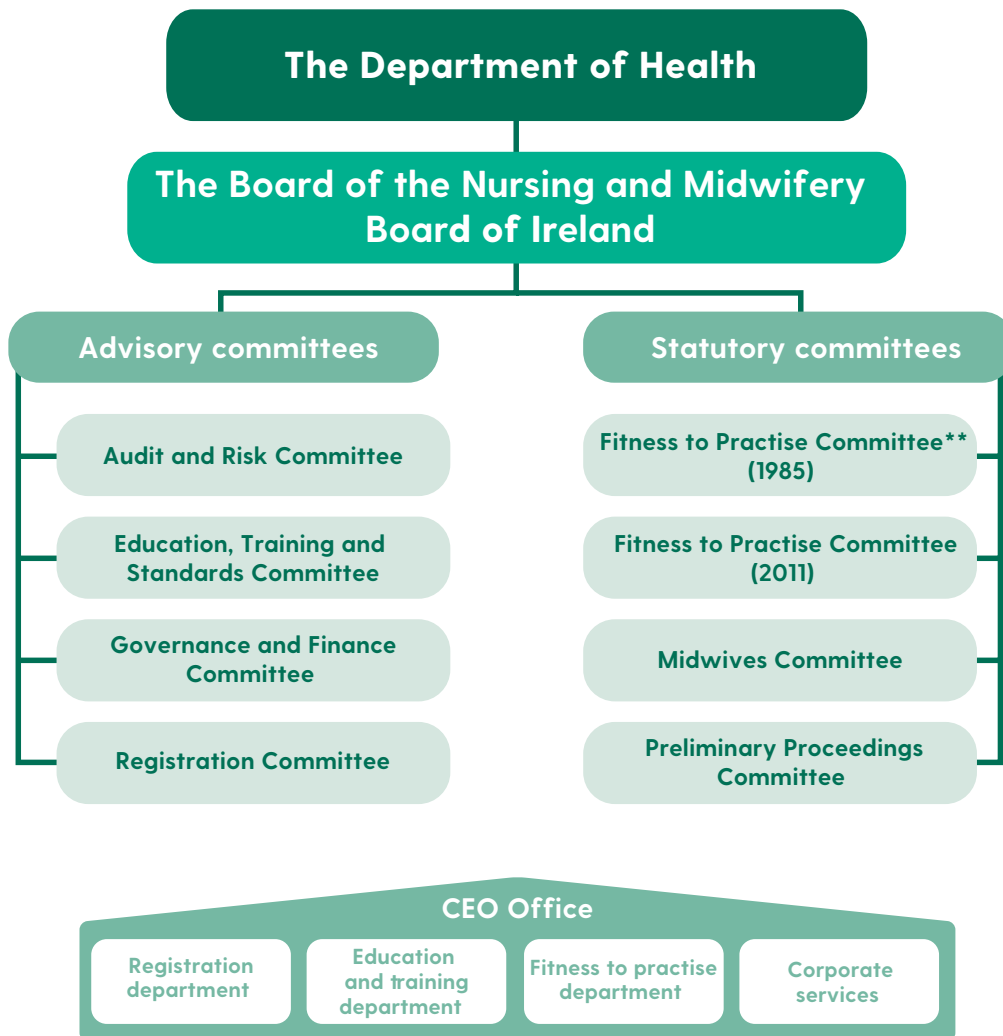 The Department of Health
The Board of the Nursing and Midwifery
Board of Ireland
Advisory committees
Audit and Risk Committee
Education, Training and
Standards Committee
Governance and Finance
Committee
Registration Committee
Statutory committees
Fitness to Practise Committee**
(1985)
Fitness to Practise Committee
(2011)
Midwives Committee
Preliminary Proceedings
Committee
CEO Office
Registration
department
Education
and training
department
Fitness to practise
department
Corporate
services